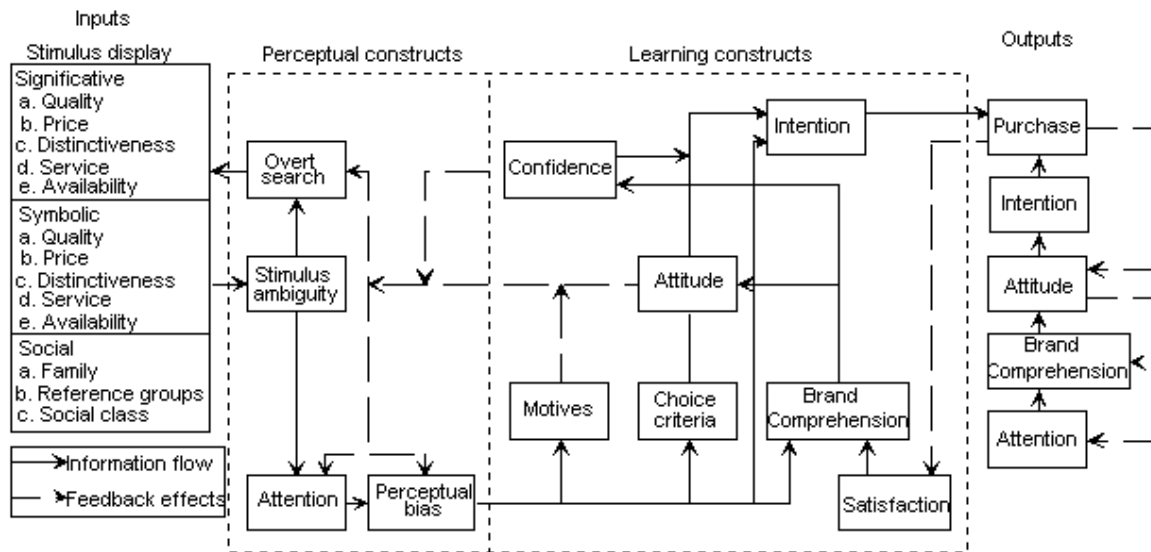 Inputs
Stimulus display
Significative
a. Quality
b. Price
c. Distinctiveness
d. Service
e. Availability
Symbolic
a. Quality
b. Price
c. Distinctiveness
d. Service
e. Availability
Social
a. Family
b. Reference groups
c. Social class
Information flow
Feedback effects
Perceptual constructs
Overt
search
Stimulus
ambiguity
Attention
Perceptual
bias
Learning constructs
Confidence
Intention
Attitude
Motives
Choice
criteria
Brand
Comprehension
Satisfaction
Outputs
Purchase
Intention
Attitude
Brand
Comprehension
Attention